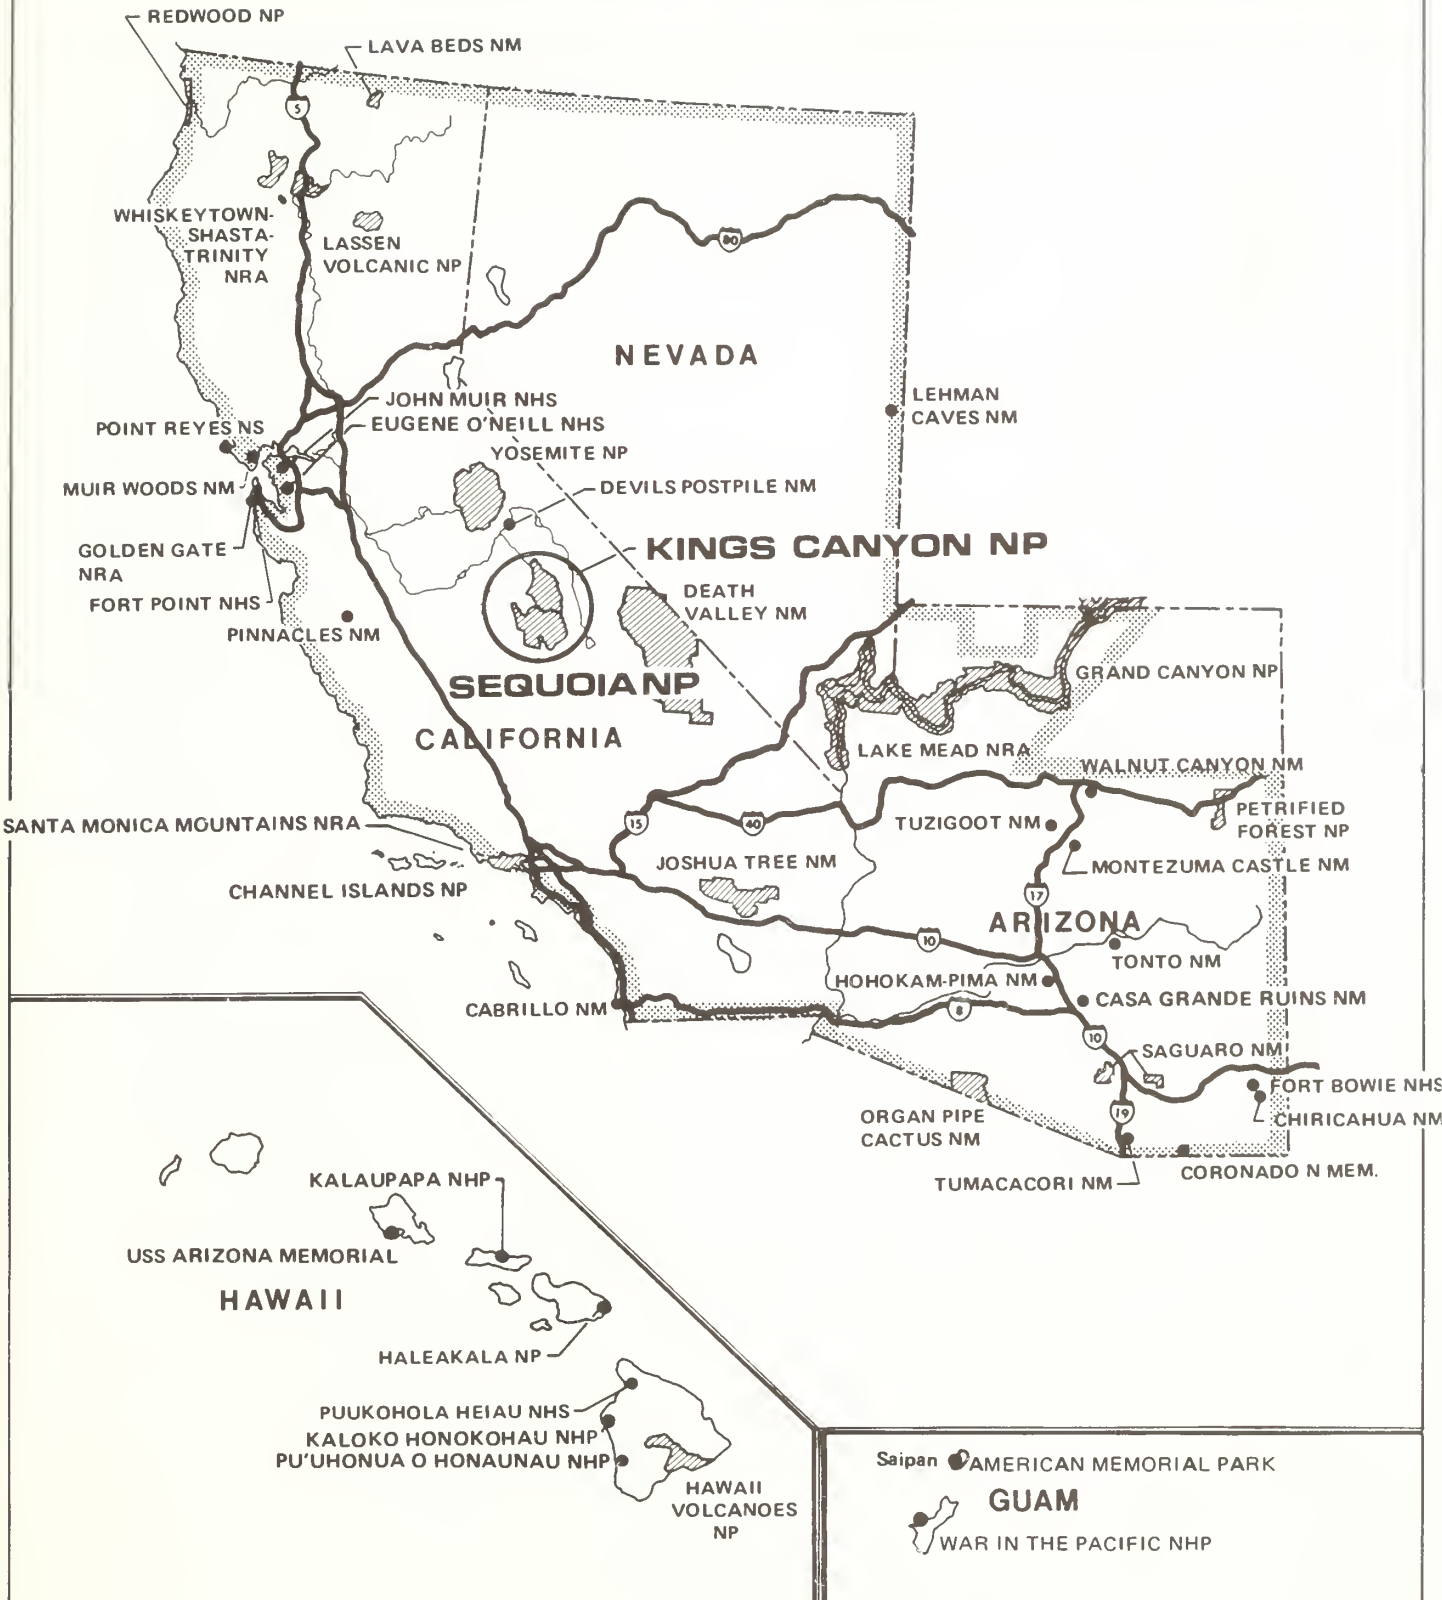 REDWOOD NP
LAVA BEDS NM
5
WHISKEYTOWN-
SHASTA-
TRINITY
NRA
LASSEN
VOLCANIC NP
80
NEVADA
LEHMAN
CAVES NM
JOHN MUIR NHS
EUGENE O'NEILL NHS
POINT REYES NS
YOSEMITE NP
MUIR WOODS NM
DEVILS POSTPILE NM
GOLDEN GATE
NRA
KINGS CANYON NP
FORT POINT NHS
DEATH
VALLEY NM
PINNACLES NM
GRAND CANYON NP
SEQUOIA NP
CALIFORNIA
LAKE MEAD NRA
WALNUT CANYON NM
SANTA MONICA MOUNTAINS NRA
15
40
TUZIGOOT NM
PETRIFIED
FOREST NP
JOSHUA TREE NM
MONTEZUMA CASTLE NM
CHANNEL ISLANDS NP
17
ARIZONA
10
TONTO NM
HOHOKAM-PIMA NM
CASA GRANDE RUINS NM
CABRILLO NM
8
10
SAGUARO NM
FORT BOWIE NHS
ORGAN PIPE
CACTUS NM
19
CHIRICAHUA NM
TUMACACORI NM
CORONADO N MEM.
KALAUPAPA NHP
USS ARIZONA MEMORIAL
HAWAII
HALEAKALA NP
PUUKOHOLA HEIAU NHS
KALOKO HONOKOHAU NHP
PU'UHONUA O HONAUNAU NHP
HAWAII
VOLCANOES
NP
Saipan
AMERICAN MEMORIAL PARK
GUAM
WAR IN THE PACIFIC NHP